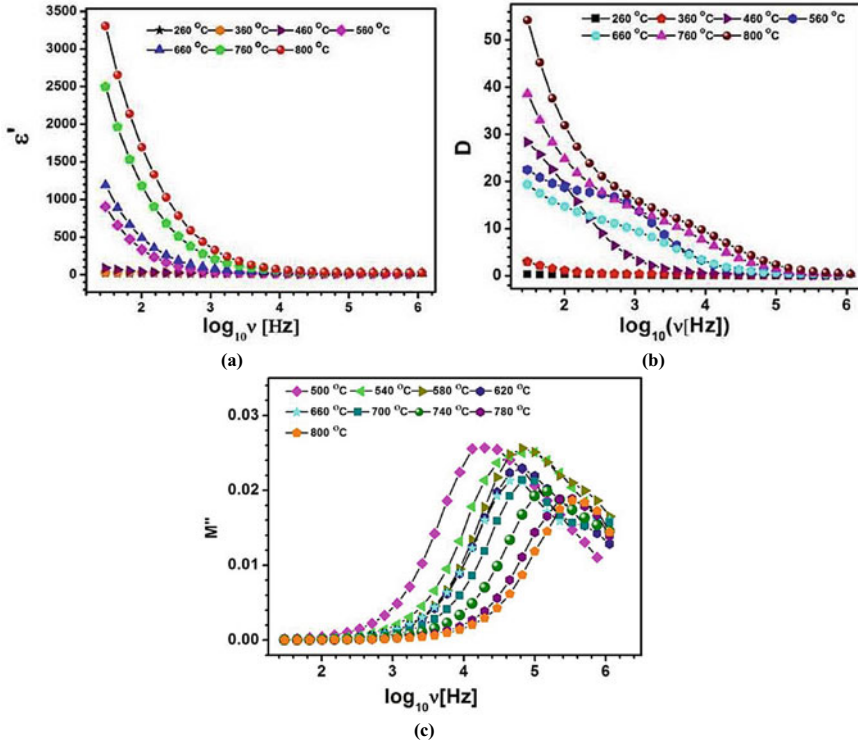 3500
3000
2500
2000
1500
1000
500
0
ε'
260 °C 360 °C 460 °C 560 °C
660 °C 760 °C 800 °C
2 3 4 5 6
log10ν [Hz]
(a)
50
40
30
20
10
0
D
260 °C 360 °C 460 °C 560 °C
660 °C 760 °C 800 °C
2 3 4 5 6
log10(ν[Hz])
(b)
0.03
0.02
0.01
0.00
M''
500 °C 540 °C 580 °C 620 °C
660 °C 700 °C 740 °C 780 °C
800 °C
2 3 4 5 6
log10ν[Hz]
(c)